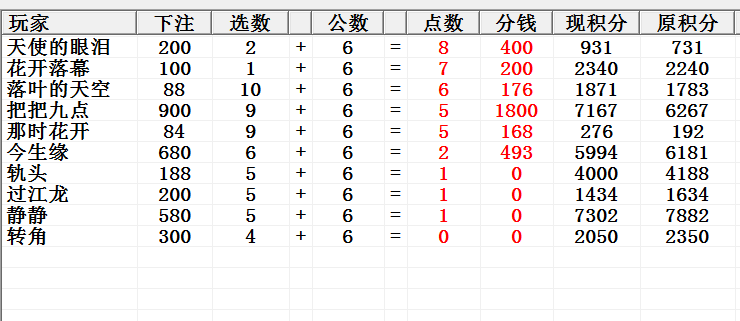 玩家 下注 选数 公数 点数 分钱 现积分 原积分
天使的眼泪 200 2 + 6 = 8 400 931 731
花开落幕 100 1 + 6 = 7 200 2340 2240
落叶的天空 88 10 + 6 = 6 176 1871 1783
把把九点 900 9 + 6 = 5 1800 7167 6267
那时花开 84 9 + 6 = 5 168 276 192
今生缘 680 6 + 6 = 2 493 5994 6181
轨头 188 5 + 6 = 1 0 4000 4188
过江龙 200 5 + 6 = 1 0 1434 1634
静静 580 5 + 6 = 1 0 7302 7882
转角 300 4 + 6 = 0 0 2050 2350